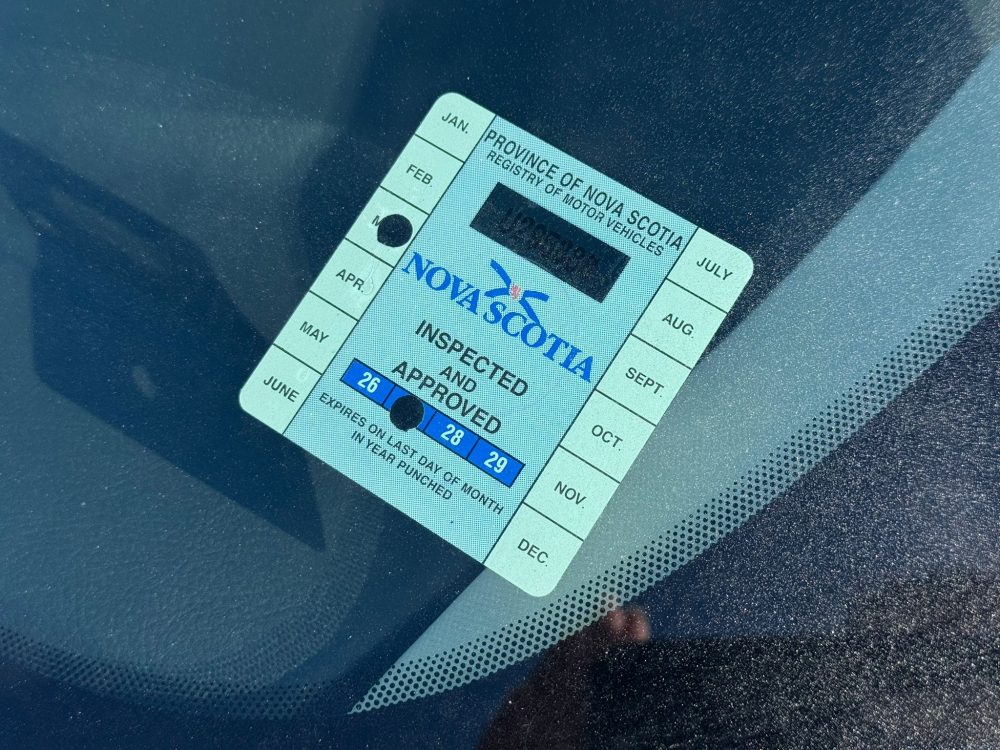 JAN.
FEB.
APR.
MAY
JUNE
PROVINCE OF NOVA SCOTIA
REGISTRY OF MOTOR VEHICLES
NOVA SCOTIA
INSPECTED
AND
APPROVED
26 28 29
EXPIRES ON LAST DAY OF MONTH
IN YEAR PUNCHED
JULY
AUG.
SEPT.
OCT.
NOV.
DEC.